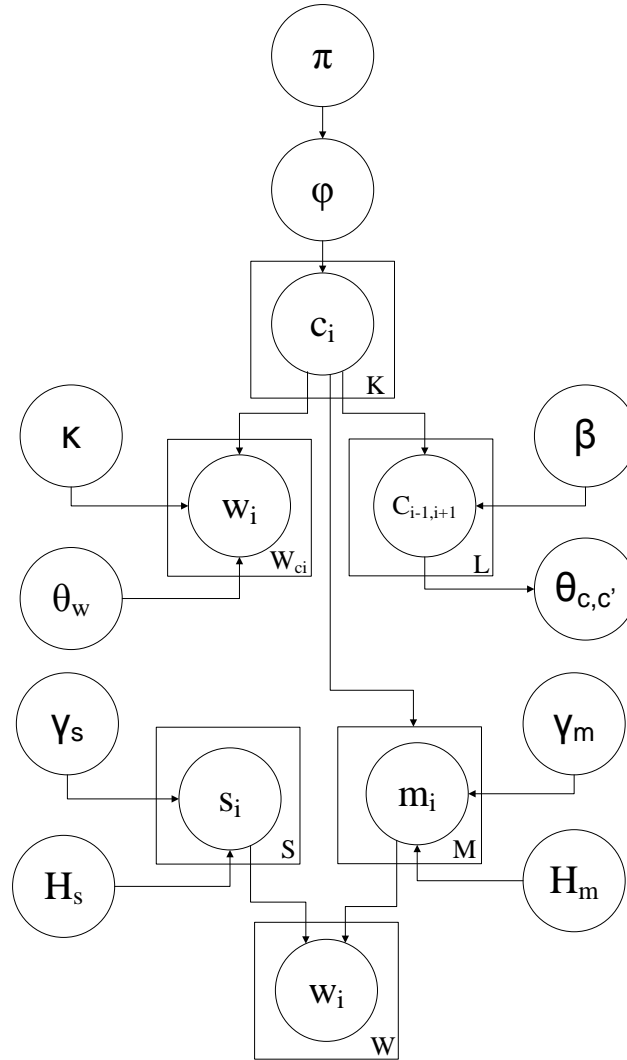 π
φ
c_i
K
κ
β
w_i
W_ci
C_i-1,i+1
L
θ_w
θ_c,c'
γ_s
γ_m
s_i
S
m_i
M
H_s
H_m
w_i
W